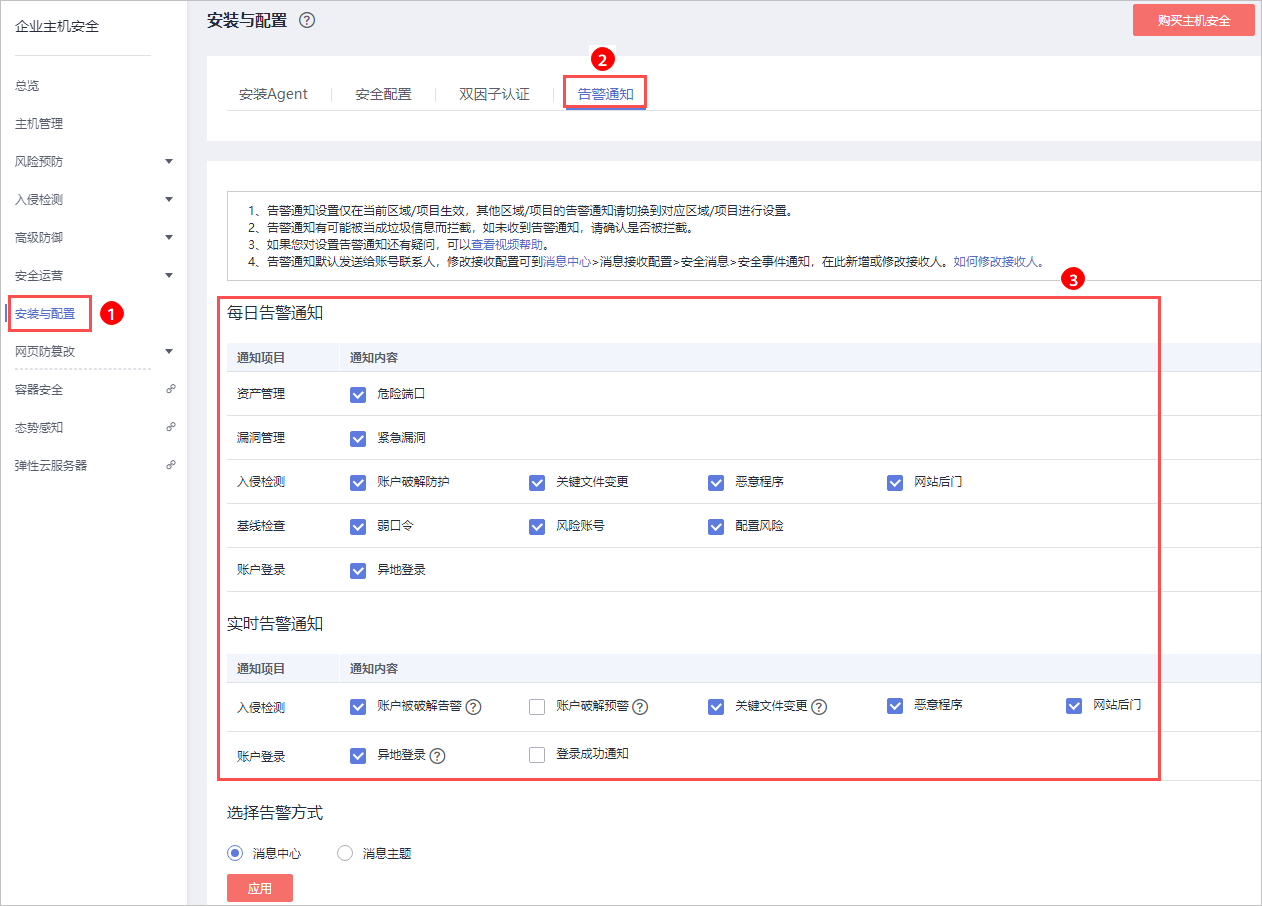 企业主机安全
总览
主机管理
风险预防
入侵检测
高级防御
安全运营
安装与配置
1
网页防篡改
容器安全
态势感知
弹性云服务器
安装与配置 ?
购买主机安全
2
安装Agent 安全配置 双因子认证 告警通知
1、告警通知设置仅在当前区域/项目生效，其他区域/项目的告警通知请切换到对应区域/项目进行设置。
2、告警通知有可能被当成垃圾信息而拦截，如未收到告警通知，请确认是否被拦截。
3、如果您对设置告警通知还有疑问，可以查看视频帮助。
4、告警通知默认发送给账号联系人，修改接收配置可到消息中心>消息接收配置>安全消息>安全事件通知，在此新增或修改接收人。如何修改接收人。
3
每日告警通知
通知项目 通知内容
资产管理 危险端口
漏洞管理 紧急漏洞
入侵检测 账户破解防护 关键文件变更 恶意程序 网站后门
基线检查 弱口令 风险账号 配置风险
账户登录 异地登录
实时告警通知
通知项目 通知内容
入侵检测 账户被破解告警 ? 账户破解预警 ? 关键文件变更 ? 恶意程序 网站后门
账户登录 异地登录 ? 登录成功通知
选择告警方式
消息中心 消息主题
应用